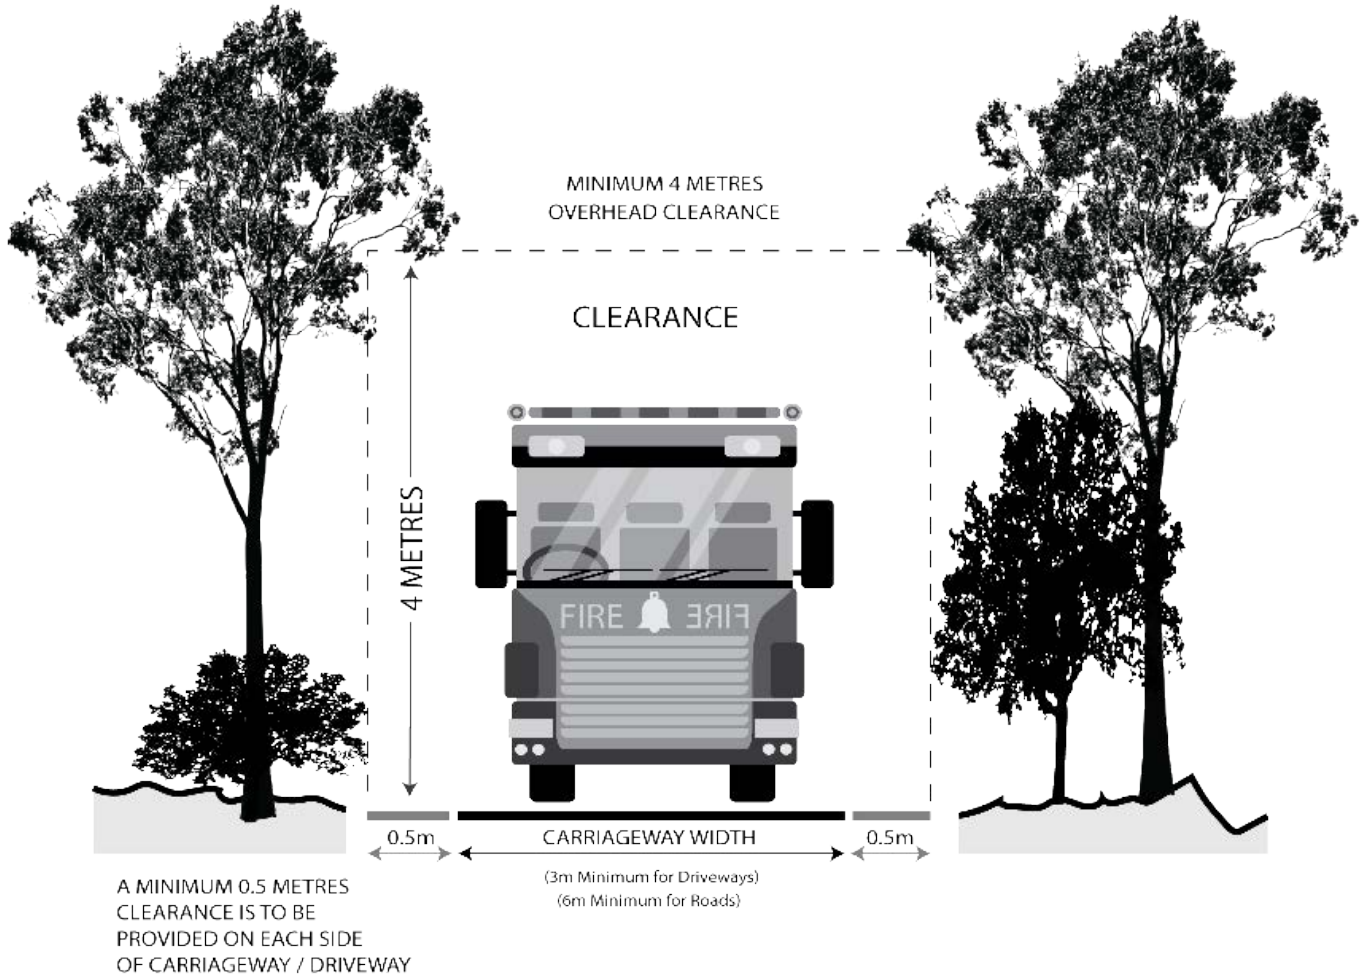 MINIMUM 4 METRES
OVERHEAD CLEARANCE
CLEARANCE
4 METRES
FIRE FIRE
0.5m
CARRIAGEWAY WIDTH
0.5m
(3m Minimum for Driveways)
(6m Minimum for Roads)
A MINIMUM 0.5 METRES
CLEARANCE IS TO BE
PROVIDED ON EACH SIDE
OF CARRIAGEWAY / DRIVEWAY